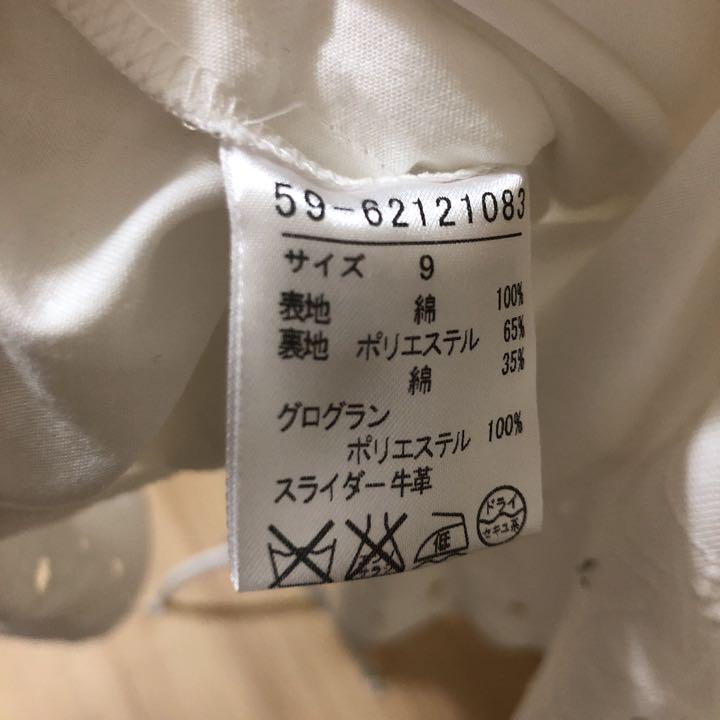 59-62121083
サイズ 9
表地 綿 100%
裏地 ポリエステル 65%
綿 35%
グログラン
ポリエステル 100%
スライダー牛革
低
ドライ
セキユ系